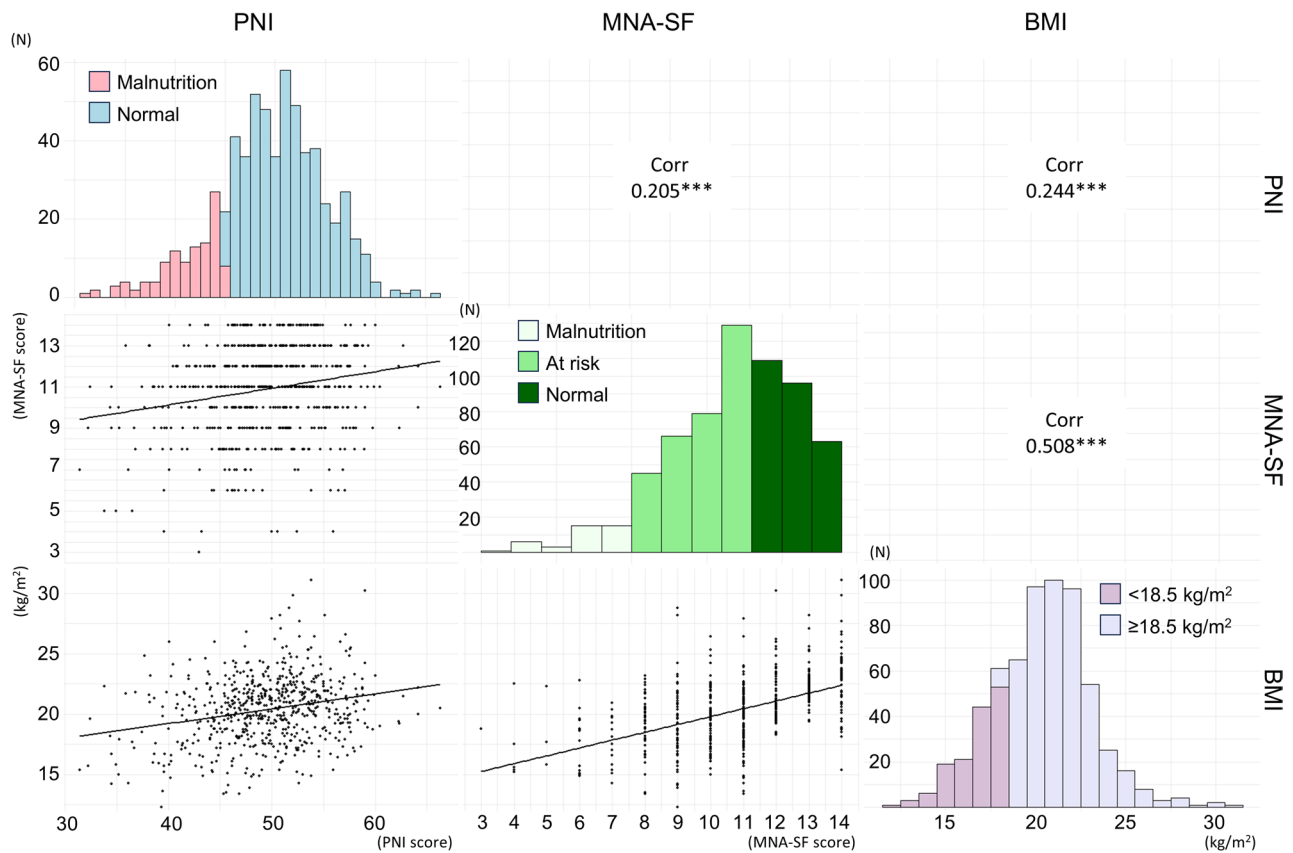 PNI
MNA-SF
BMI
(N)
60
40
20
0
Malnutrition
Normal
Corr
0.205***
Corr
0.244***
PNI
(MNA-SF score)
13
11
9
7
5
3
(N)
120
100
80
60
40
20
Malnutrition
At risk
Normal
Corr
0.508***
MNA-SF
(kg/m²)
30
25
20
15
30
40
50
60
(PNI score)
3
4
5
6
7
8
9
10
11
12
13
14
(MNA-SF score)
(N)
100
80
60
40
20
<18.5 kg/m²
≥18.5 kg/m²
BMI
15
20
25
30
(kg/m²)